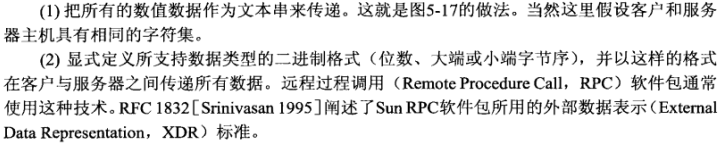 (1) 把所有的数值数据作为文本串来传递。这就是图5-17的做法。当然这里假设客户和服务
器主机具有相同的字符集。
(2) 显式定义所支持数据类型的二进制格式（位数、大端或小端字节序），并以这样的格式
在客户与服务器之间传递所有数据。远程过程调用（Remote Procedure Call，RPC）软件包通常
使用这种技术。RFC 1832［Srinivasan 1995］阐述了Sun RPC软件包所用的外部数据表示（External
Data Representation，XDR）标准。